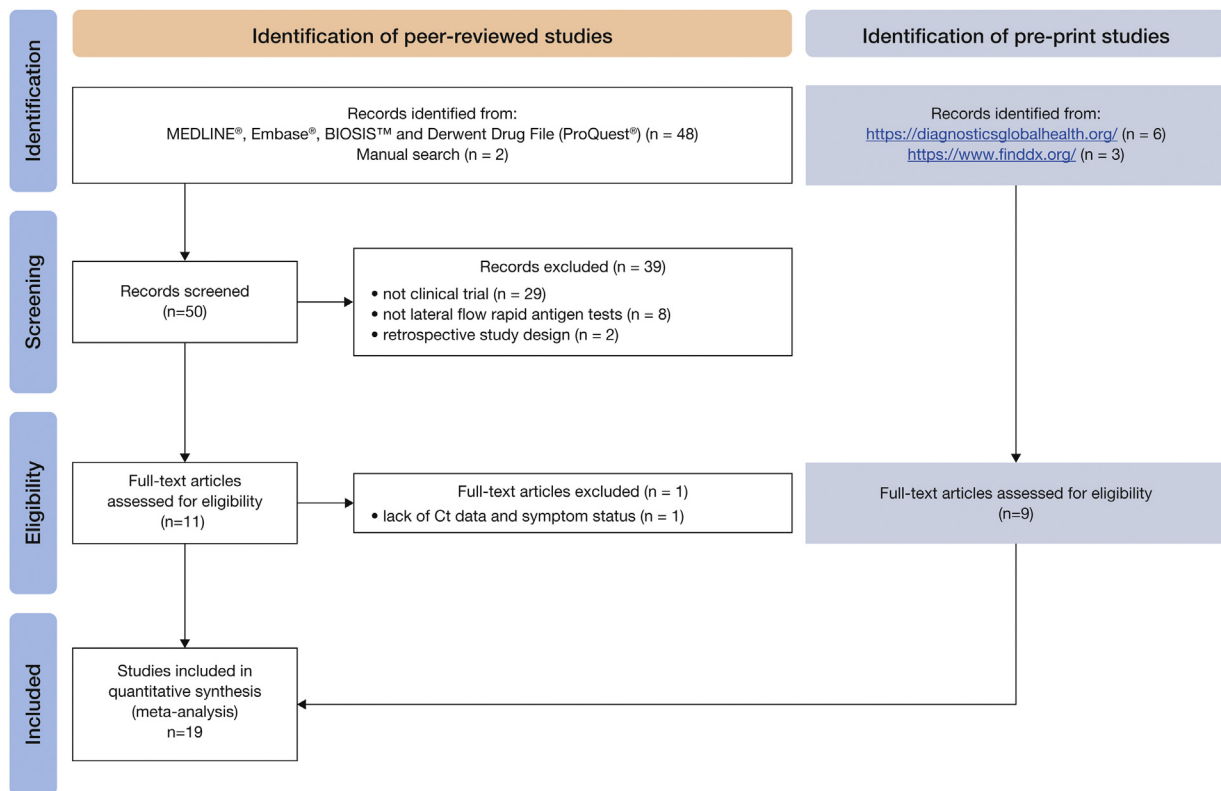 Identification of peer-reviewed studies
Identification of pre-print studies
Identification
Records identified from:
MEDLINE®, Embase®, BIOSIS™ and Derwent Drug File (ProQuest®) (n = 48)
Manual search (n = 2)
Records identified from:
https://diagnosticsglobalhealth.org/ (n = 6)
https://www.finddx.org/ (n = 3)
Screening
Records screened
(n=50)
Records excluded (n = 39)
• not clinical trial (n = 29)
• not lateral flow rapid antigen tests (n = 8)
• retrospective study design (n = 2)
Eligibility
Full-text articles
assessed for eligibility
(n=11)
Full-text articles excluded (n = 1)
• lack of Ct data and symptom status (n = 1)
Full-text articles assessed for eligibility
(n=9)
Included
Studies included in
quantitative synthesis
(meta-analysis)
n=19